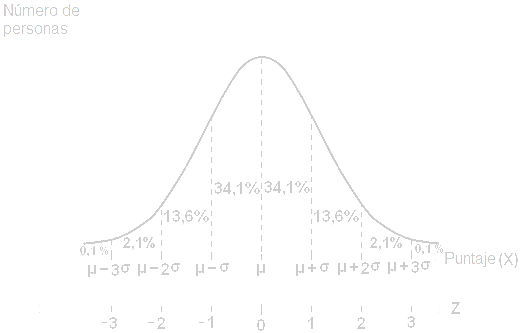 Número de
personas
34,1% 34,1%
13,6% 13,6%
0,1% 2,1% 2,1% 0,1%
Puntaje (X)
μ-3σ μ-2σ μ-σ μ μ+σ μ+2σ μ+3σ
-3 -2 -1 0 1 2 3 Z